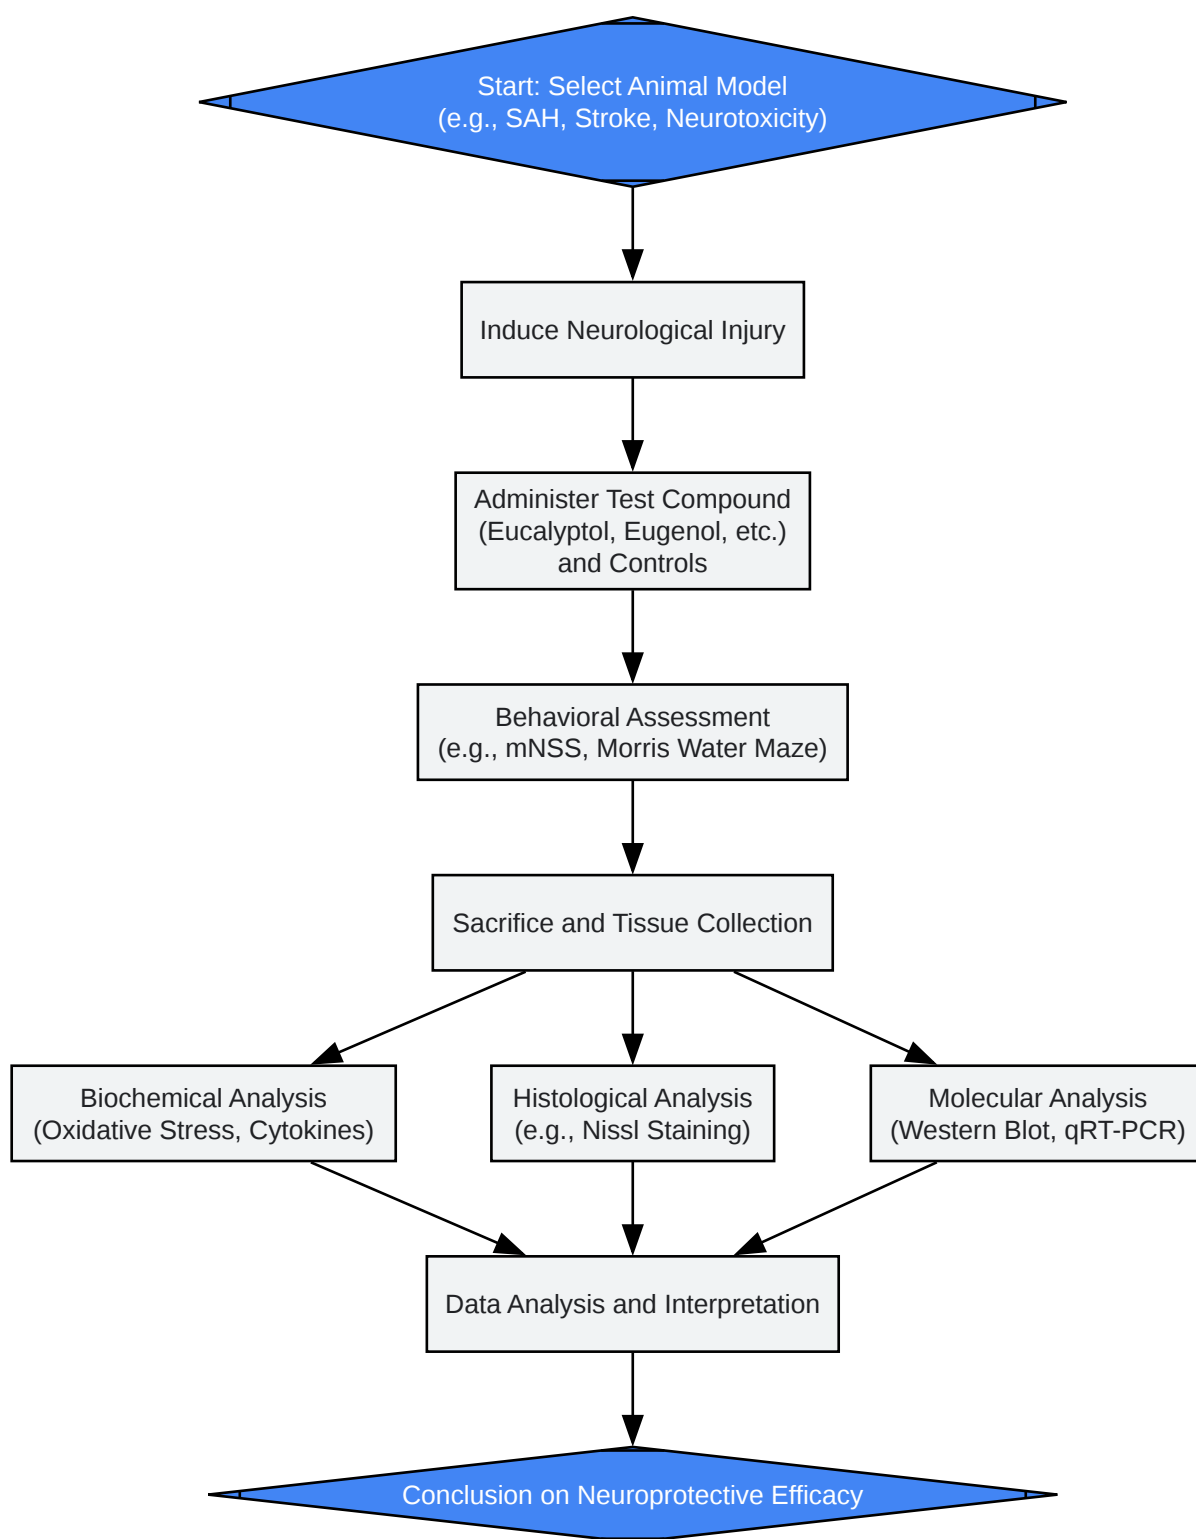 Start: Select Animal Model
(e.g., SAH, Stroke, Neurotoxicity)
Induce Neurological Injury
Administer Test Compound
(Eucalyptol, Eugenol, etc.)
and Controls
Behavioral Assessment
(e.g., mNSS, Morris Water Maze)
Sacrifice and Tissue Collection
Biochemical Analysis
(Oxidative Stress, Cytokines)
Histological Analysis
(e.g., Nissl Staining)
Molecular Analysis
(Western Blot, qRT-PCR)
Data Analysis and Interpretation
Conclusion on Neuroprotective Efficacy